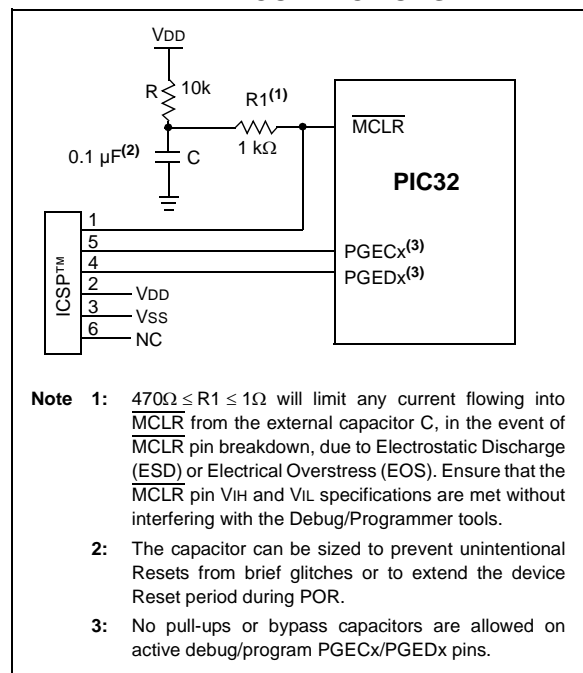 VDD
R 10k
R1(1)
0.1 µF(2) C
1 kΩ
MCLR
PIC32
1
5
4
2
3
6
PGECx(3)
PGEDx(3)
VDD
VSS
NC
ICSP™
Note 1: 470Ω ≤ R1 ≤ 1Ω will limit any current flowing into
MCLR from the external capacitor C, in the event of
MCLR pin breakdown, due to Electrostatic Discharge
(ESD) or Electrical Overstress (EOS). Ensure that the
MCLR pin VIH and VIL specifications are met without
interfering with the Debug/Programmer tools.
2: The capacitor can be sized to prevent unintentional
Resets from brief glitches or to extend the device
Reset period during POR.
3: No pull-ups or bypass capacitors are allowed on
active debug/program PGECx/PGEDx pins.